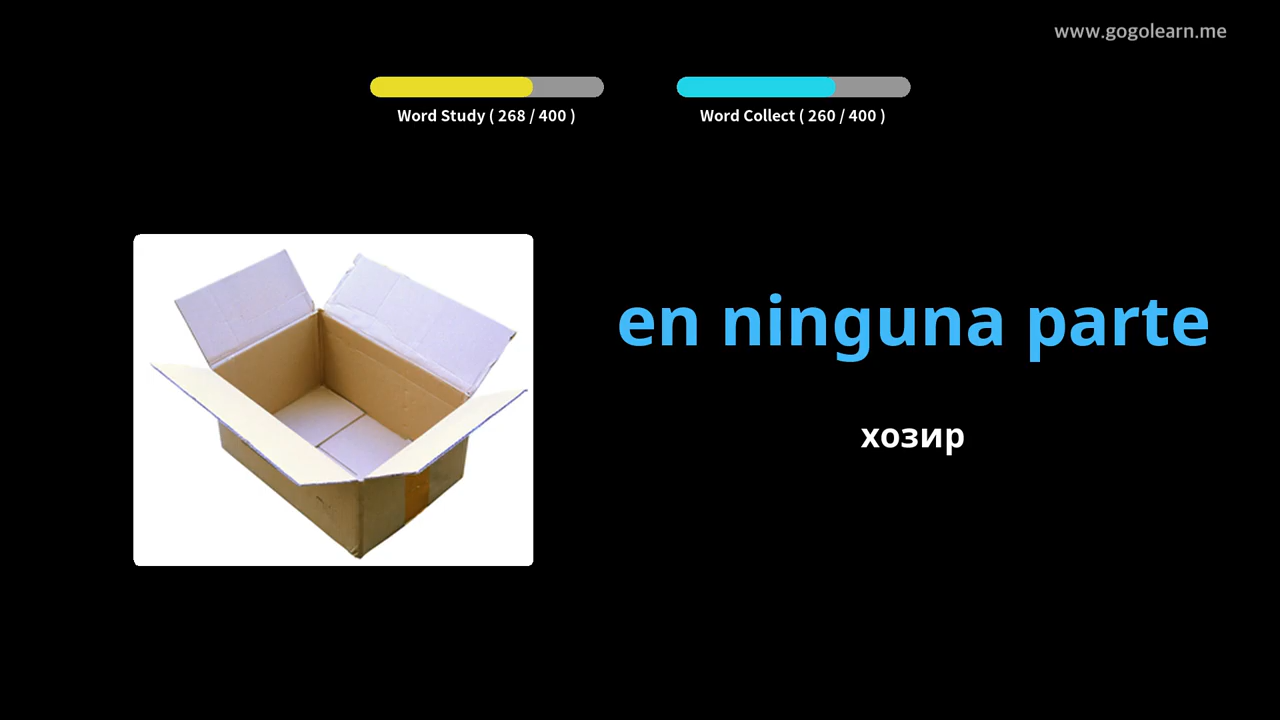 www.gogolearn.me
Word Study ( 268 / 400 )
Word Collect ( 260 / 400 )
en ninguna parte
хозир